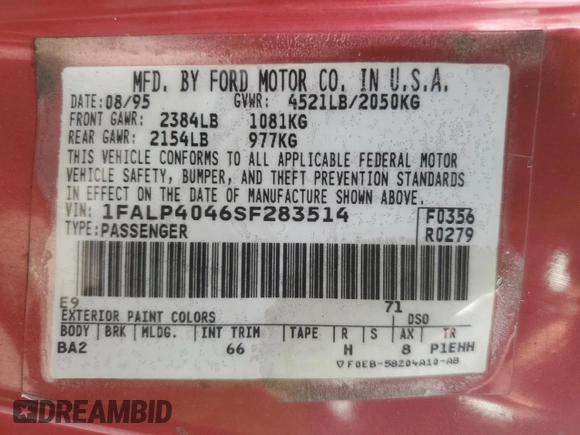 MFD. BY FORD MOTOR CO. IN U.S.A.
DATE: 08/95 GVWR: 4521LB/2050KG
FRONT GAWR: 2384LB 1081KG
REAR GAWR: 2154LB 977KG
THIS VEHICLE CONFORMS TO ALL APPLICABLE FEDERAL MOTOR
VEHICLE SAFETY, BUMPER, AND THEFT PREVENTION STANDARDS
IN EFFECT ON THE DATE OF MANUFACTURE SHOWN ABOVE.
VIN: 1FALP4046SF283514 F0356
TYPE: PASSENGER R0279
E9 71
EXTERIOR PAINT COLORS DSO
BODY BRK MLDG. INT TRIM TAPE R S AX TR
BA2 66 H 8 P1EHH
▽F0EB-58204A10-AB
DREAMBID